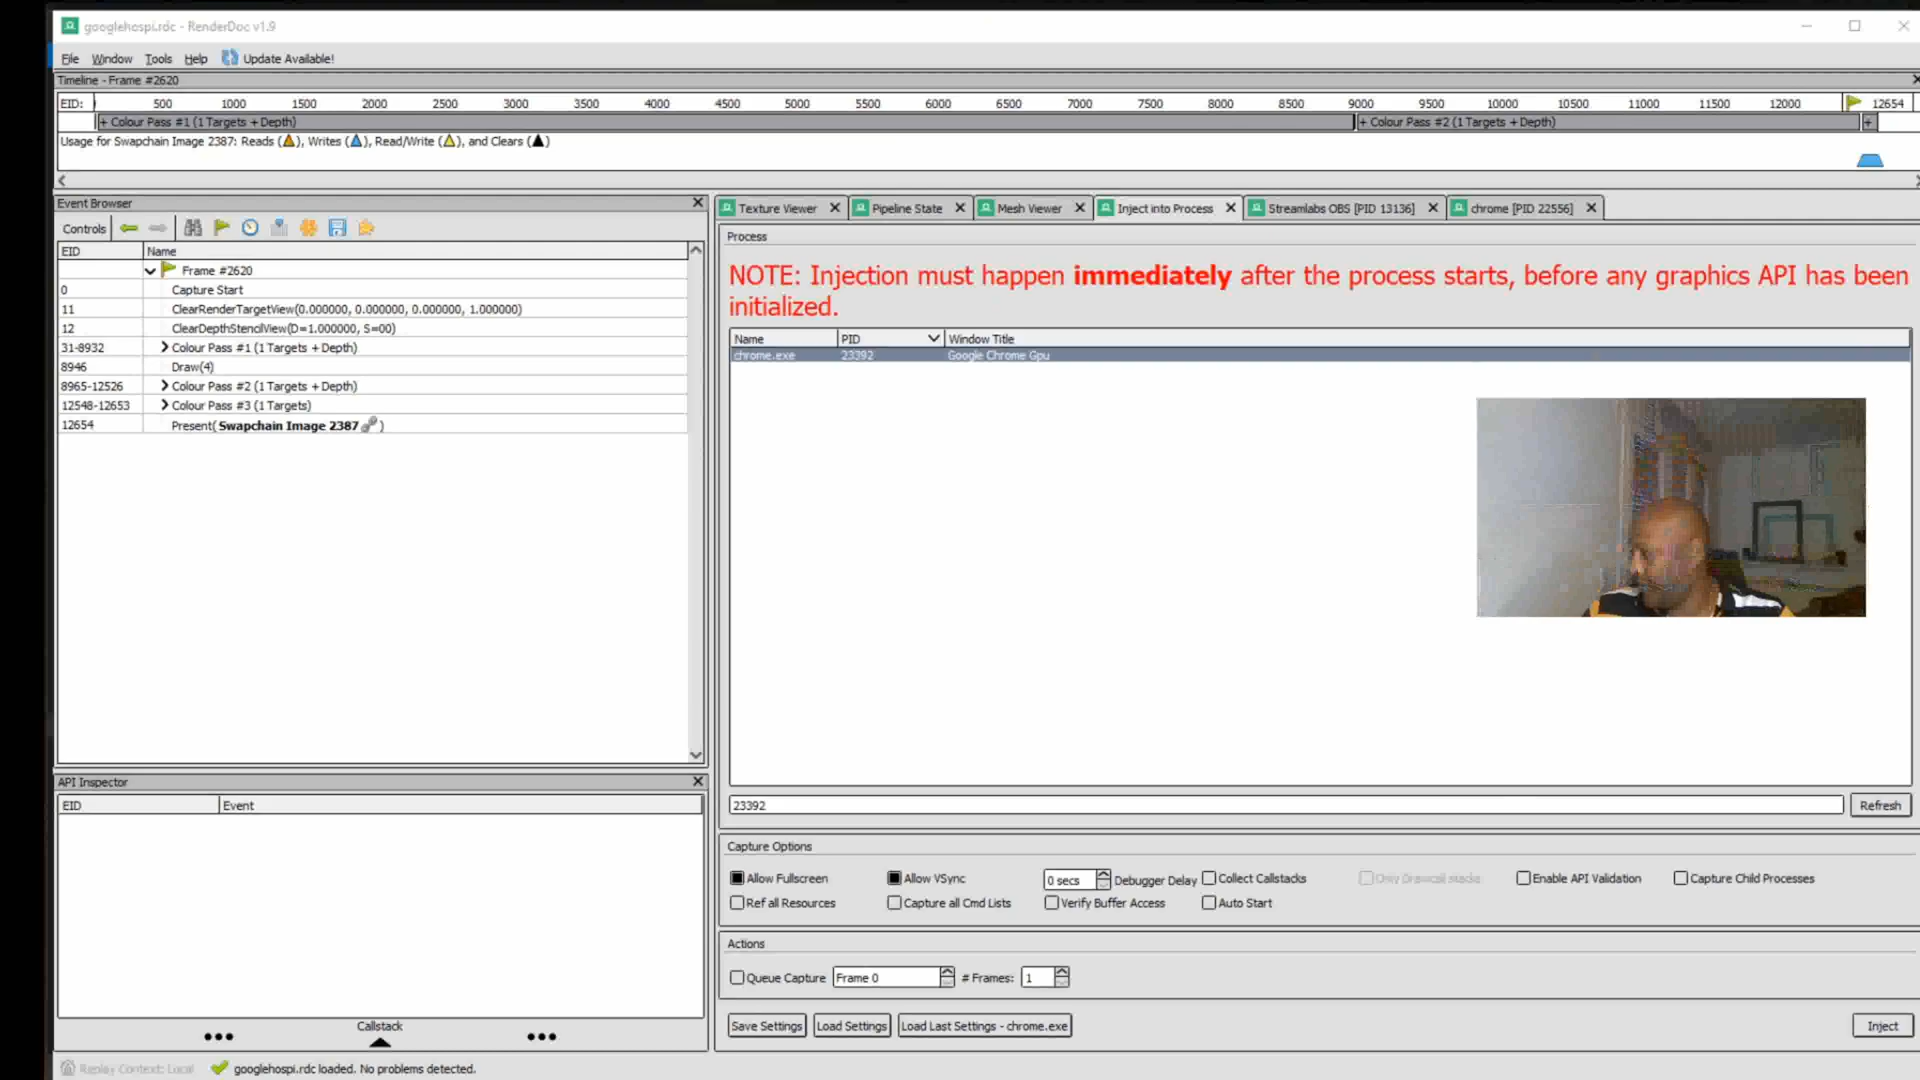 googlehospi.rdc - RenderDoc v1.9
File Window Tools Help Update Available!
Timeline - Frame #2620
EID: 500 1000 1500 2000 2500 3000 3500 4000 4500 5000 5500 6000 6500 7000 7500 8000 8500 9000 9500 10000 10500 11000 11500 12000 12654
+ Colour Pass #1 (1 Targets + Depth) + Colour Pass #2 (1 Targets + Depth) +
Usage for Swapchain Image 2387: Reads (▲), Writes (▲), Read/Write (▲), and Clears (▲)
Event Browser
Controls
EID Name
Frame #2620
0 Capture Start
11 ClearRenderTargetView(0.000000, 0.000000, 0.000000, 1.000000)
12 ClearDepthStencilView(D=1.000000, S=00)
31-8932 Colour Pass #1 (1 Targets + Depth)
8946 Draw(4)
8965-12526 Colour Pass #2 (1 Targets + Depth)
12548-12653 Colour Pass #3 (1 Targets)
12654 Present( Swapchain Image 2387 )
API Inspector
EID Event
Callstack
Texture Viewer Pipeline State Mesh Viewer Inject into Process Streamlabs OBS [PID 13136] chrome [PID 22556]
Process
NOTE: Injection must happen immediately after the process starts, before any graphics API has been
initialized.
Name PID Window Title
chrome.exe 23392 Google Chrome Gpu
23392 Refresh
Capture Options
Allow Fullscreen Allow VSync 0 secs Debugger Delay Collect Callstacks Only Drawcall stacks Enable API Validation Capture Child Processes
Ref all Resources Capture all Cmd Lists Verify Buffer Access Auto Start
Actions
Queue Capture Frame 0 # Frames: 1
Save Settings Load Settings Load Last Settings - chrome.exe Inject
Replay Context: Local googlehospi.rdc loaded. No problems detected.